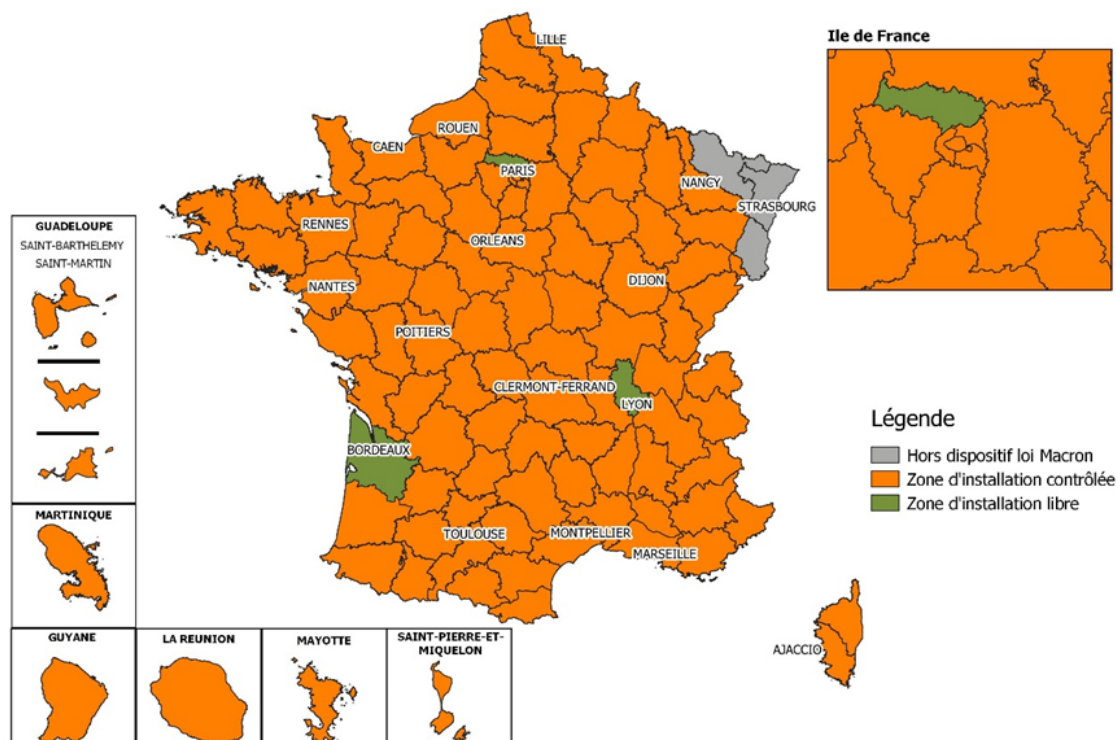 Ile de France
LILLE
ROUEN
CAEN
PARIS
NANCY
STRASBOURG
RENNES
ORLEANS
NANTES
DIJON
POITIERS
CLERMONT-FERRAND
LYON
BORDEAUX
TOULOUSE
MONTPELLIER
MARSEILLE
AJACCIO
GUADELOUPE
SAINT-BARTHELEMY
SAINT-MARTIN
MARTINIQUE
GUYANE
LA REUNION
MAYOTTE
SAINT-PIERRE-ET-
MIQUELON
Légende
Hors dispositif loi Macron
Zone d'installation contrôlée
Zone d'installation libre